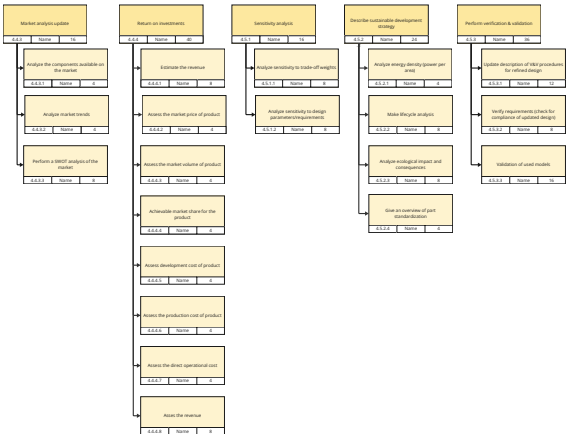 Market analysis update
4.4.3 Name 16
Analyze the components available on
the market
4.4.3.1 Name 4
Analyze market trends
4.4.3.2 Name 4
Perform a SWOT analysis of the
market
4.4.3.3 Name 8
Return on investments
4.4.4 Name 40
Estimate the revenue
4.4.4.1 Name 8
Assess the market price of product
4.4.4.2 Name 4
Assess the market volume of product
4.4.4.3 Name 4
Achievable market share for the
product
4.4.4.4 Name 4
Assess development cost of product
4.4.4.5 Name 4
Assess the production cost of product
4.4.4.6 Name 4
Assess the direct operational cost
4.4.4.7 Name 4
Asses the revenue
4.4.4.8 Name 8
Sensitivity analysis
4.5.1 Name 16
Analyze sensitivity to trade-off weights
4.5.1.1 Name 8
Analyze sensitivity to design
parameters/requirements
4.5.1.2 Name 8
Describe sustainable development
strategy
4.5.2 Name 24
Analyze energy density (power per
area)
4.5.2.1 Name 4
Make lifecycle analysis
4.5.2.2 Name 8
Analyze ecological impact and
consequences
4.5.2.3 Name 8
Give an overview of part
standardization
4.5.2.4 Name 4
Perform verification & validation
4.5.3 Name 36
Update description of V&V procedures
for refined design
4.5.3.1 Name 12
Verify requirements (check for
compliance of updated design)
4.5.3.2 Name 8
Validation of used models
4.5.3.3 Name 16